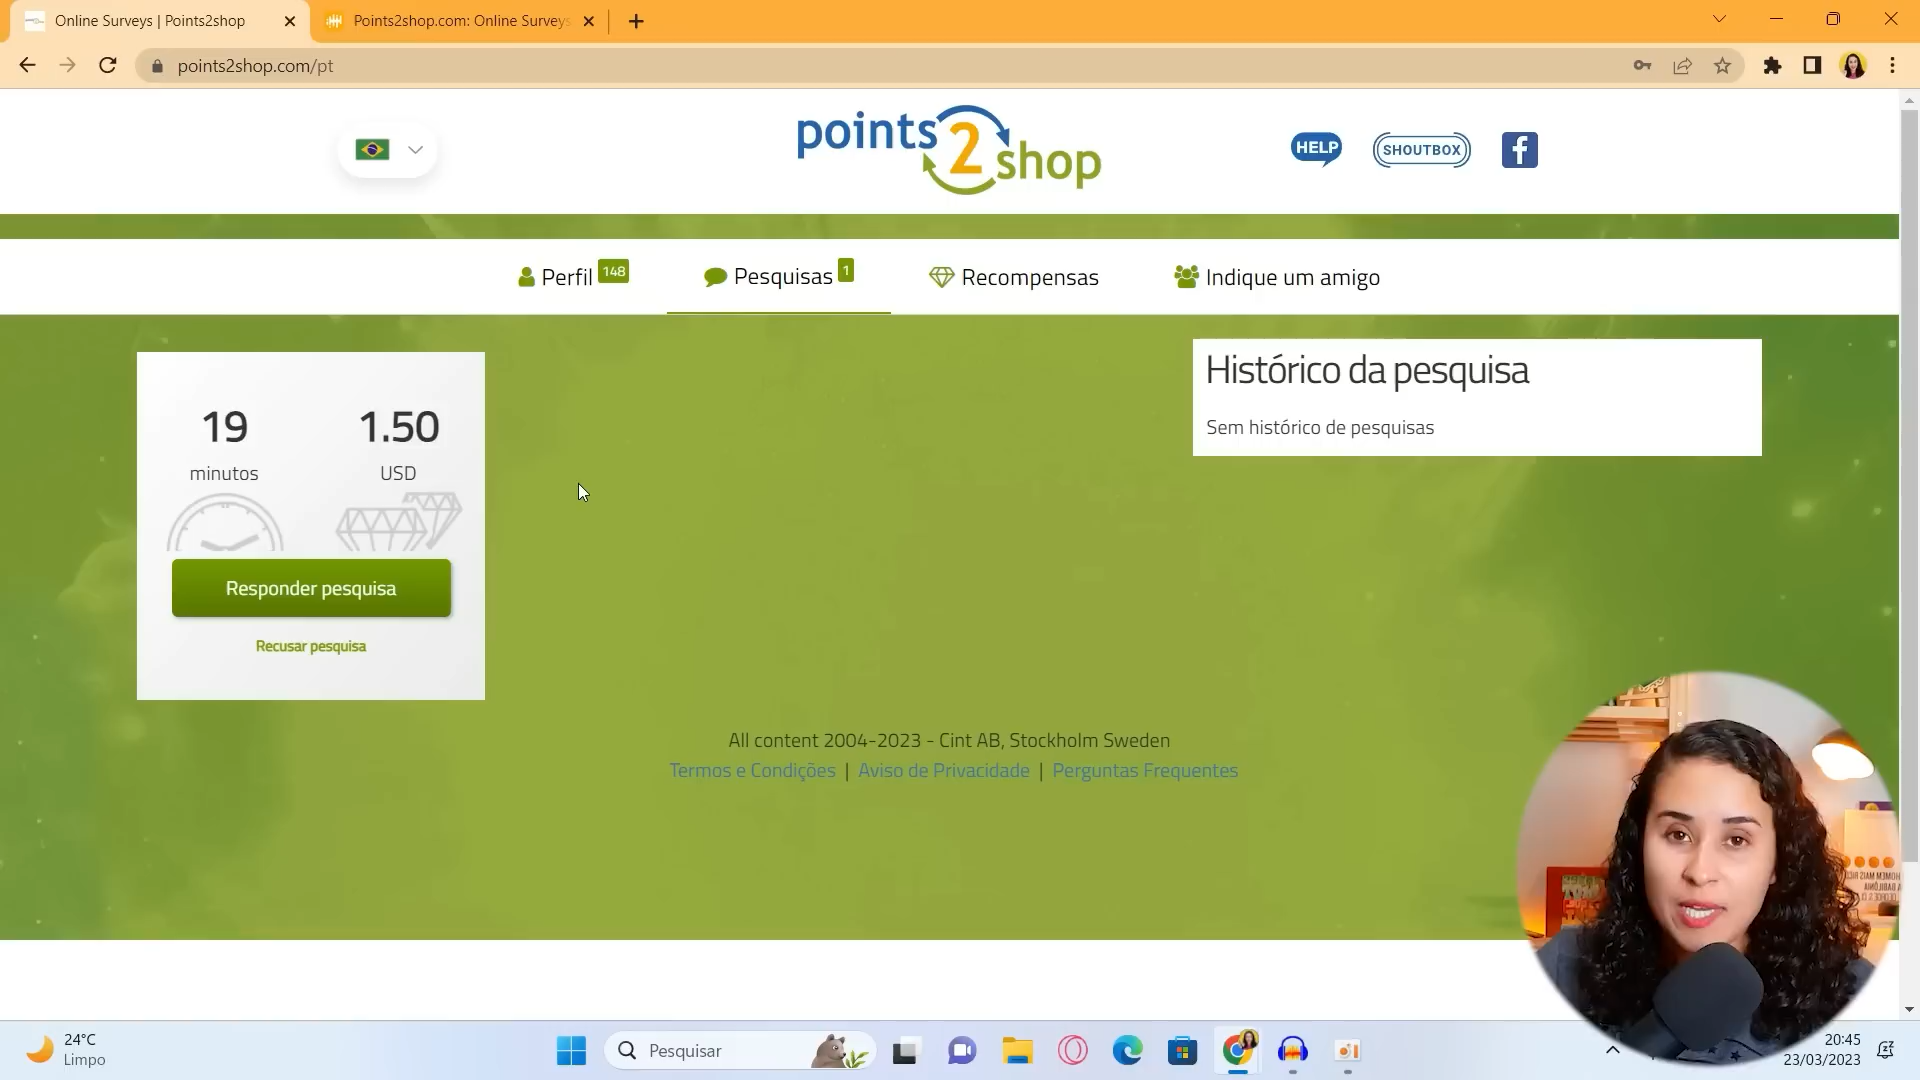 Online Surveys | Points2shop
Points2shop.com: Online Surveys
points2shop.com/pt
points 2 shop
HELP
SHOUTBOX
Perfil 148
Pesquisas 1
Recompensas
Indique um amigo
19
minutos
1.50
USD
Responder pesquisa
Recusar pesquisa
Histórico da pesquisa
Sem histórico de pesquisas
All content 2004-2023 - Cint AB, Stockholm Sweden
Termos e Condições | Aviso de Privacidade | Perguntas Frequentes
24°C
Limpo
Pesquisar
20:45
23/03/2023